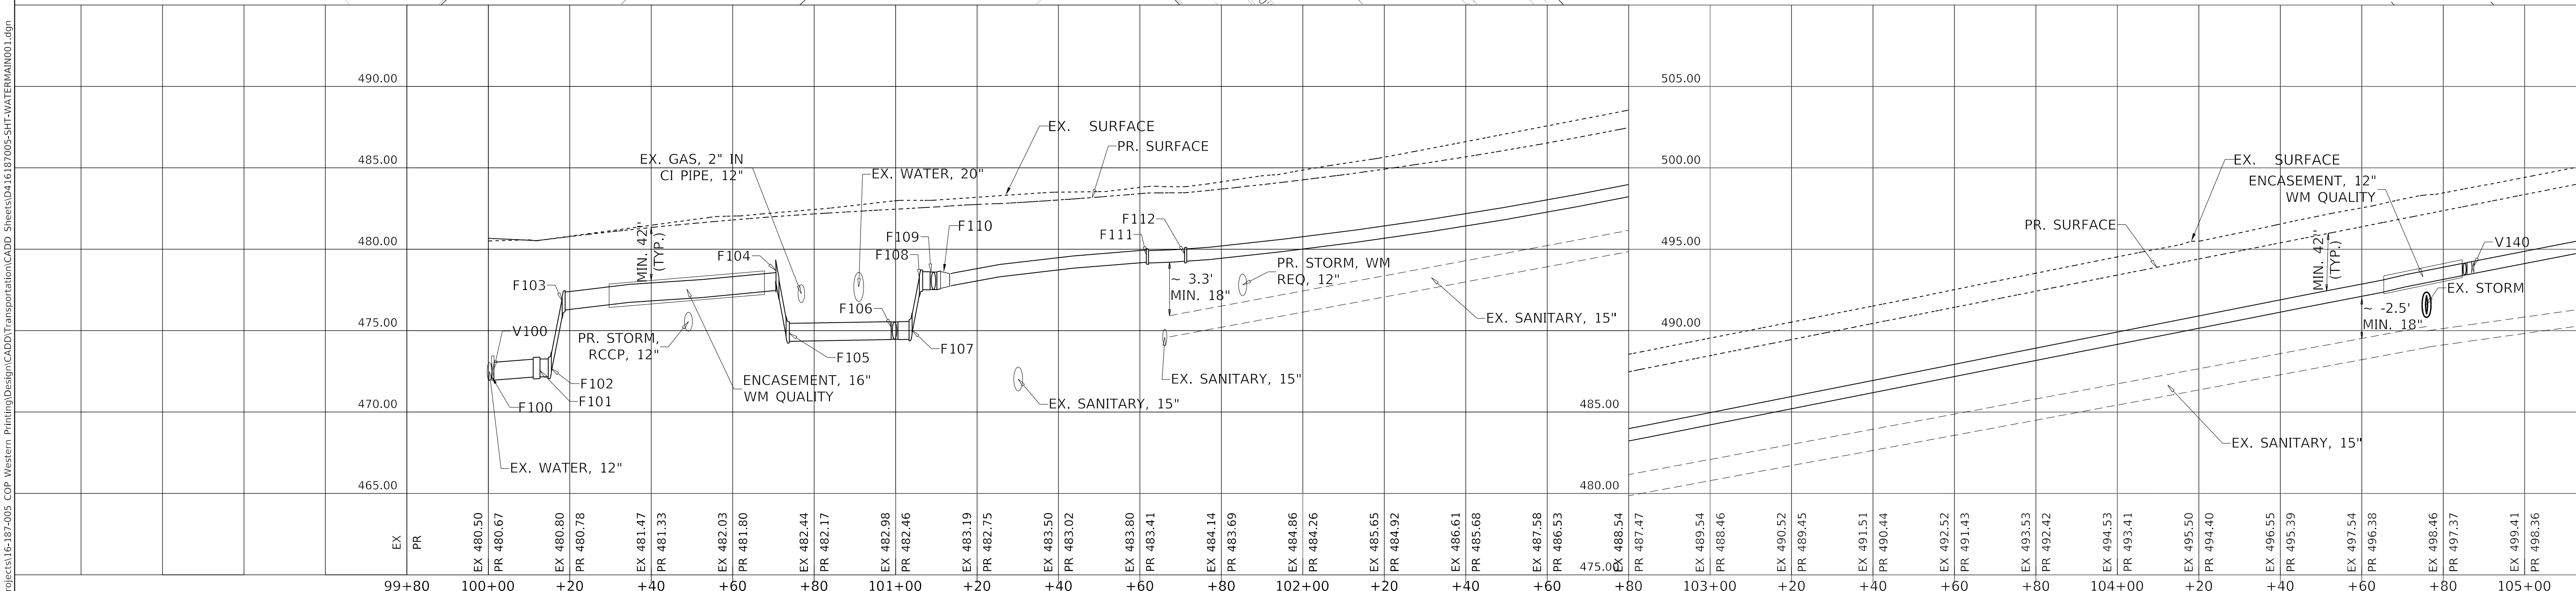 rojects\16-187-005 COP Western Printing\Design\CADD\Transportation\CADD Sheets\D416187005-SHT-WATERMAIN001.dgn
490.00
485.00
480.00
475.00
470.00
465.00
505.00
500.00
495.00
490.00
485.00
480.00
475.00
EX. GAS, 2" IN
CI PIPE, 12"
EX. WATER, 20"
EX. SURFACE
PR. SURFACE
MIN. 42"
(TYP.)
F104
F103
F109
F108
F110
F112
F111
F106
V100
PR. STORM,
RCCP, 12"
F105
F107
F102
F101
F100
ENCASEMENT, 16"
WM QUALITY
EX. WATER, 12"
~ 3.3'
MIN. 18"
PR. STORM, WM
REQ, 12"
EX. SANITARY, 15"
EX. SANITARY, 15"
EX. SANITARY, 15"
EX. SURFACE
ENCASEMENT, 12"
WM QUALITY
PR. SURFACE
MIN. 42"
(TYP.)
V140
EX. STORM
~ -2.5'
MIN. 18"
EX. SANITARY, 15"
EX
PR
EX 480.50
PR 480.67
EX 480.80
PR 480.78
EX 481.47
PR 481.33
EX 482.03
PR 481.80
EX 482.44
PR 482.17
EX 482.98
PR 482.46
EX 483.19
PR 482.75
EX 483.50
PR 483.02
EX 483.80
PR 483.41
EX 484.14
PR 483.69
EX 484.86
PR 484.26
EX 485.65
PR 484.92
EX 486.61
PR 485.68
EX 487.58
PR 486.53
EX 488.54
PR 487.47
EX 489.54
PR 488.46
EX 490.52
PR 489.45
EX 491.51
PR 490.44
EX 492.52
PR 491.43
EX 493.53
PR 492.42
EX 494.53
PR 493.41
EX 495.50
PR 494.40
EX 496.55
PR 495.39
EX 497.54
PR 496.38
EX 498.46
PR 497.37
EX 499.41
PR 498.36
99+80 100+00 +20 +40 +60 +80 101+00 +20 +40 +60 +80 102+00 +20 +40 +60 +80 103+00 +20 +40 +60 +80 104+00 +20 +40 +60 +80 105+00